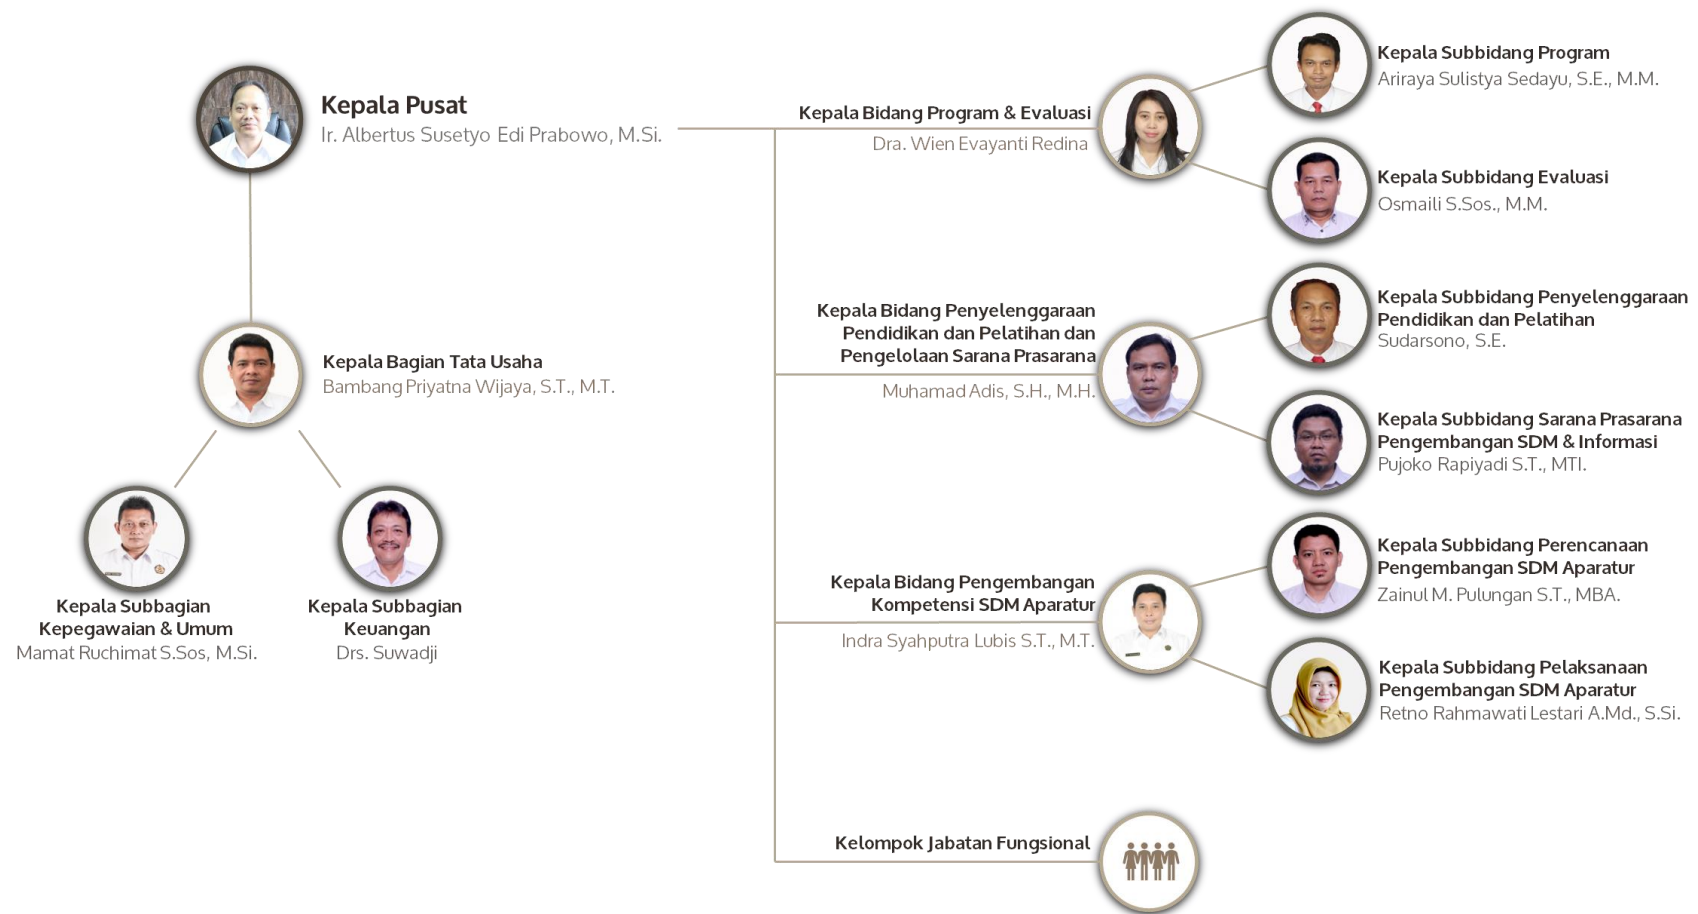 Kepala Pusat
Ir. Albertus Susetyo Edi Prabowo, M.Si.
Kepala Bagian Tata Usaha
Bambang Priyatna Wijaya, S.T., M.T.
Kepala Subbagian
Kepegawaian & Umum
Mamat Ruchimat S.Sos, M.Si.
Kepala Subbagian
Keuangan
Drs. Suwadji
Kepala Bidang Program & Evaluasi
Dra. Wien Evayanti Redina
Kepala Subbidang Program
Ariraya Sulistya Sedayu, S.E., M.M.
Kepala Subbidang Evaluasi
Osmaili S.Sos., M.M.
Kepala Bidang Penyelenggaraan
Pendidikan dan Pelatihan dan
Pengelolaan Sarana Prasarana
Muhamad Adis, S.H., M.H.
Kepala Subbidang Penyelenggaraan
Pendidikan dan Pelatihan
Sudarsono, S.E.
Kepala Subbidang Sarana Prasarana
Pengembangan SDM & Informasi
Pujoko Rapiyadi S.T., MTI.
Kepala Bidang Pengembangan
Kompetensi SDM Aparatur
Indra Syahputra Lubis S.T., M.T.
Kepala Subbidang Perencanaan
Pengembangan SDM Aparatur
Zainul M. Pulungan S.T., MBA.
Kepala Subbidang Pelaksanaan
Pengembangan SDM Aparatur
Retno Rahmawati Lestari A.Md., S.Si.
Kelompok Jabatan Fungsional